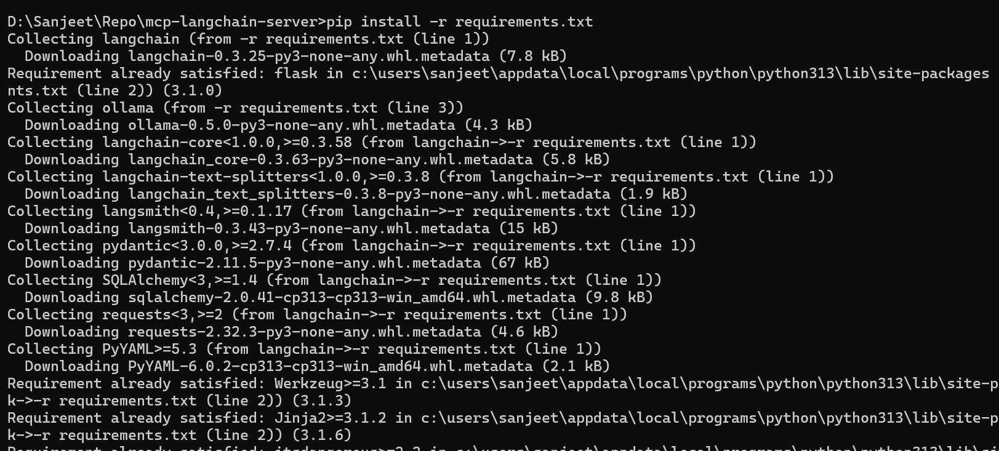 D:\Sanjeet\Repo\mcp-langchain-server>pip install -r requirements.txt
Collecting langchain (from -r requirements.txt (line 1))
  Downloading langchain-0.3.25-py3-none-any.whl.metadata (7.8 kB)
Requirement already satisfied: flask in c:\users\sanjeet\appdata\local\programs\python\python313\lib\site-packages
nts.txt (line 2)) (3.1.0)
Collecting ollama (from -r requirements.txt (line 3))
  Downloading ollama-0.5.0-py3-none-any.whl.metadata (4.3 kB)
Collecting langchain-core<1.0.0,>=0.3.58 (from langchain->-r requirements.txt (line 1))
  Downloading langchain_core-0.3.63-py3-none-any.whl.metadata (5.8 kB)
Collecting langchain-text-splitters<1.0.0,>=0.3.8 (from langchain->-r requirements.txt (line 1))
  Downloading langchain_text_splitters-0.3.8-py3-none-any.whl.metadata (1.9 kB)
Collecting langsmith<0.4,>=0.1.17 (from langchain->-r requirements.txt (line 1))
  Downloading langsmith-0.3.43-py3-none-any.whl.metadata (15 kB)
Collecting pydantic<3.0.0,>=2.7.4 (from langchain->-r requirements.txt (line 1))
  Downloading pydantic-2.11.5-py3-none-any.whl.metadata (67 kB)
Collecting SQLAlchemy<3,>=1.4 (from langchain->-r requirements.txt (line 1))
  Downloading sqlalchemy-2.0.41-cp313-cp313-win_amd64.whl.metadata (9.8 kB)
Collecting requests<3,>=2 (from langchain->-r requirements.txt (line 1))
  Downloading requests-2.32.3-py3-none-any.whl.metadata (4.6 kB)
Collecting PyYAML>=5.3 (from langchain->-r requirements.txt (line 1))
  Downloading PyYAML-6.0.2-cp313-cp313-win_amd64.whl.metadata (2.1 kB)
Requirement already satisfied: Werkzeug>=3.1 in c:\users\sanjeet\appdata\local\programs\python\python313\lib\site-p
k->-r requirements.txt (line 2)) (3.1.3)
Requirement already satisfied: Jinja2>=3.1.2 in c:\users\sanjeet\appdata\local\programs\python\python313\lib\site-p
k->-r requirements.txt (line 2)) (3.1.6)
Requirement already satisfied: itsdangerous>=2.2 in c:\users\sanjeet\appdata\local\programs\python\python313\lib\si